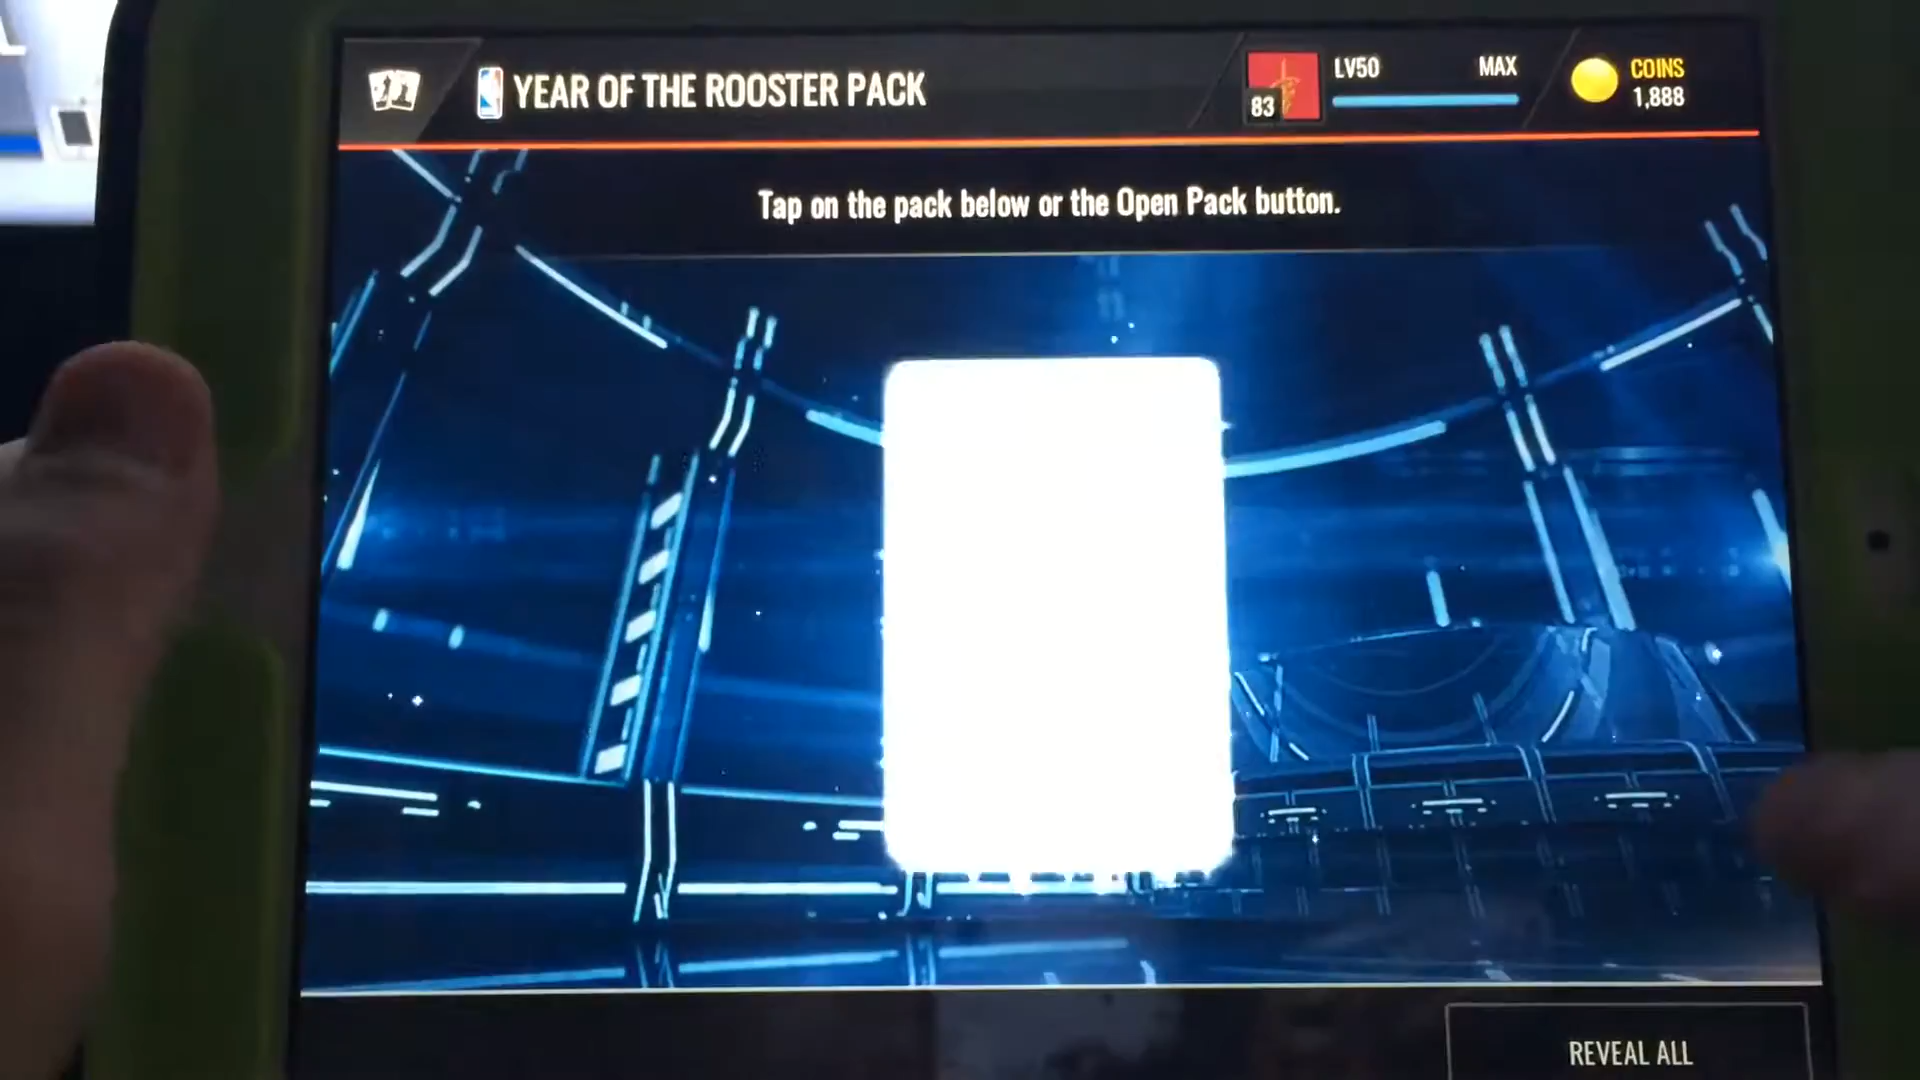 YEAR OF THE ROOSTER PACK
83
LV50 MAX
COINS
1,888
Tap on the pack below or the Open Pack button.
REVEAL ALL